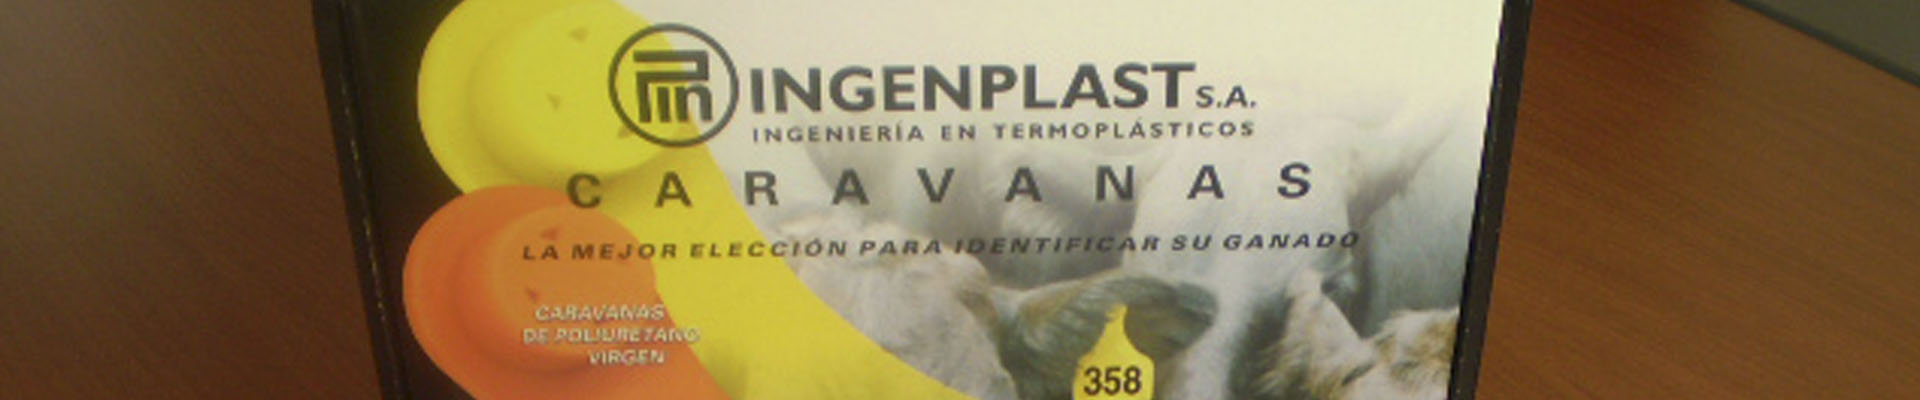 INGENPLAST S.A.
INGENIERÍA EN TERMOPLÁSTICOS
CARAVANAS
LA MEJOR ELECCIÓN PARA IDENTIFICAR SU GANADO
CARAVANAS
DE POLIURETANO
VIRGEN
358